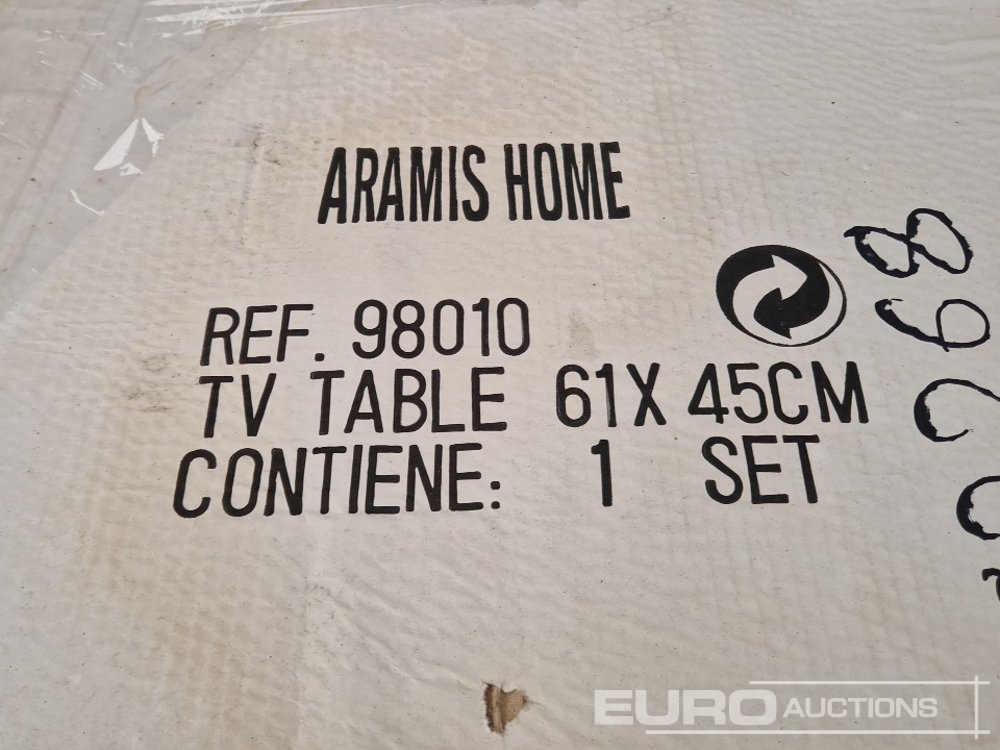 ARAMIS HOME
REF. 98010
TV TABLE 61X 45CM
CONTIENE: 1 SET
EURO AUCTIONS